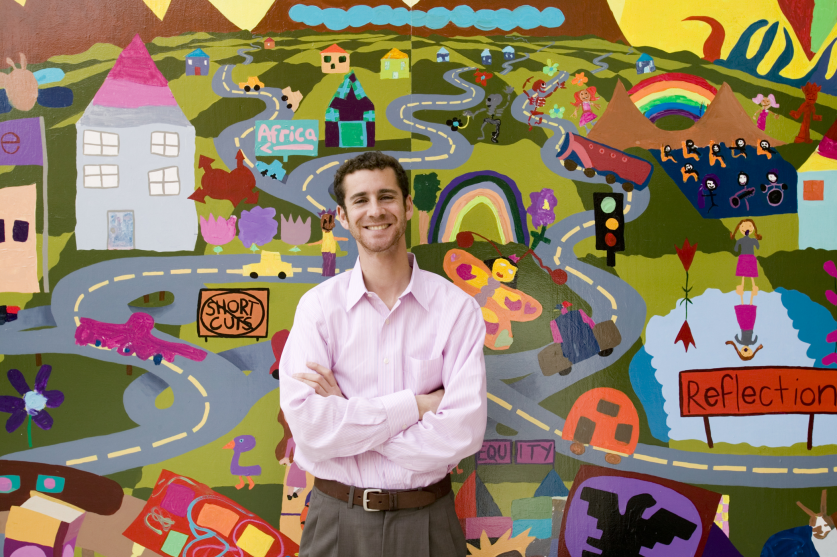 e
Africa
SHORT
CUTS
Reflection
EQUITY